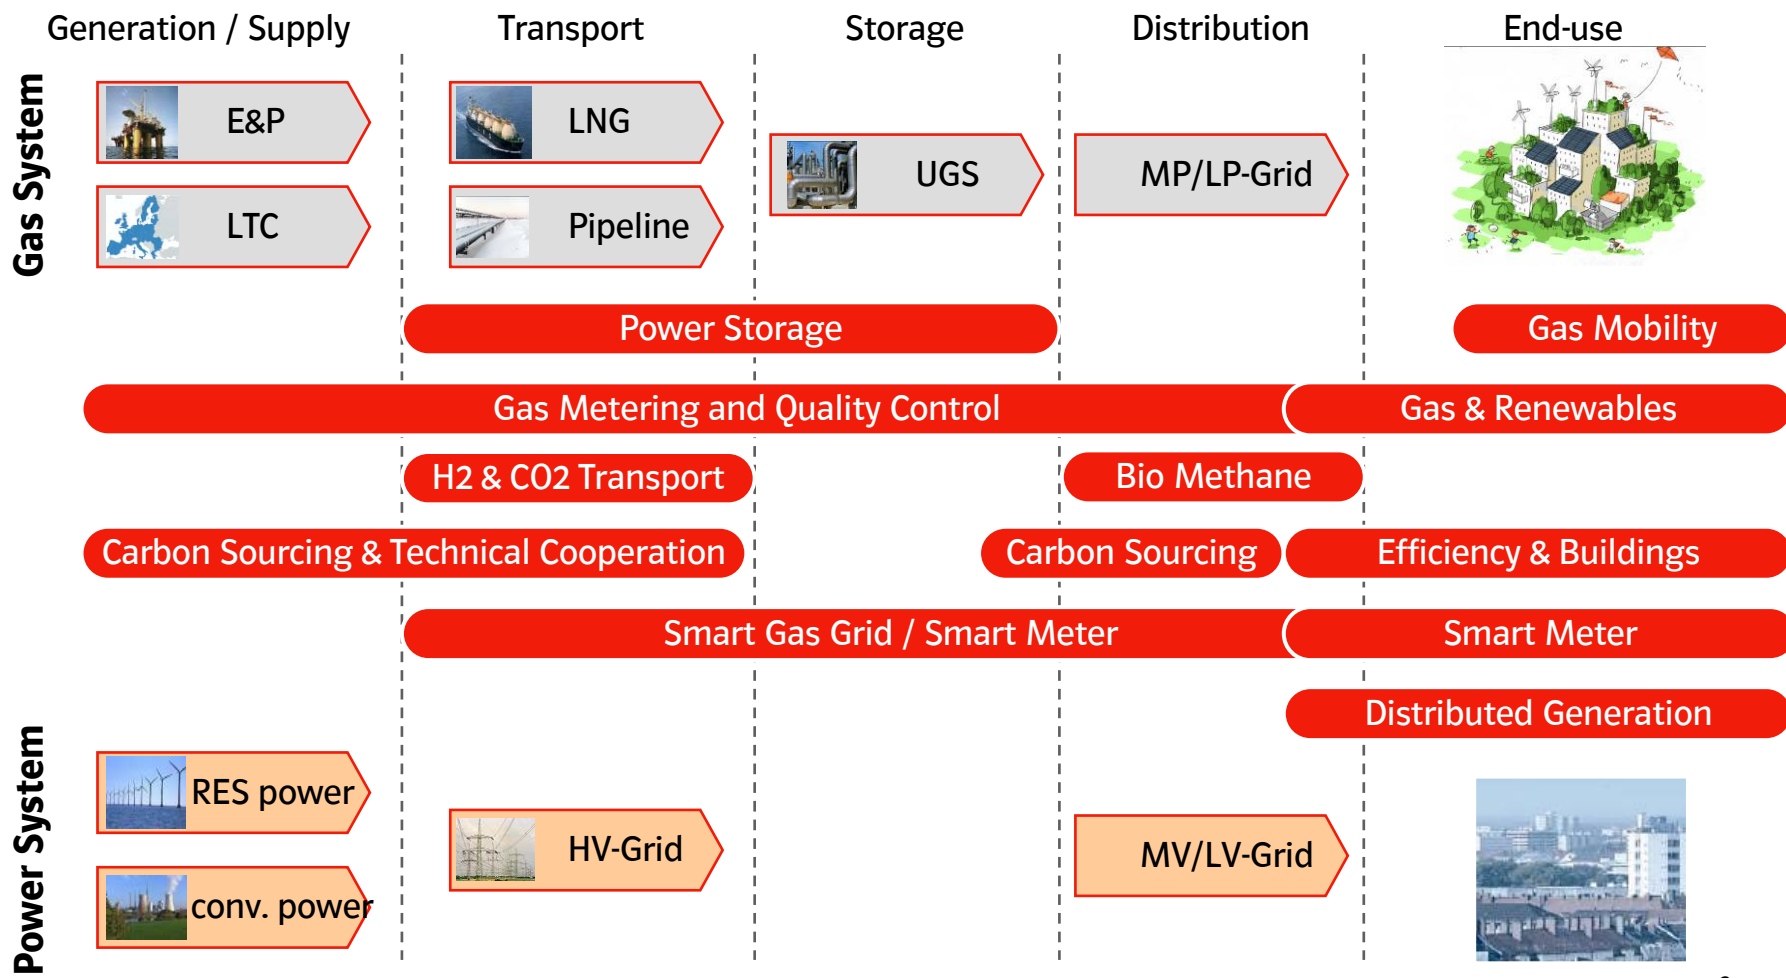 Generation / Supply
Transport
Storage
Distribution
End-use
Gas System
E&P
LNG
UGS
MP/LP-Grid
LTC
Pipeline
Power Storage
Gas Mobility
Gas Metering and Quality Control
Gas & Renewables
H2 & CO2 Transport
Bio Methane
Carbon Sourcing & Technical Cooperation
Carbon Sourcing
Efficiency & Buildings
Smart Gas Grid / Smart Meter
Smart Meter
Distributed Generation
Power System
RES power
HV-Grid
MV/LV-Grid
conv. power